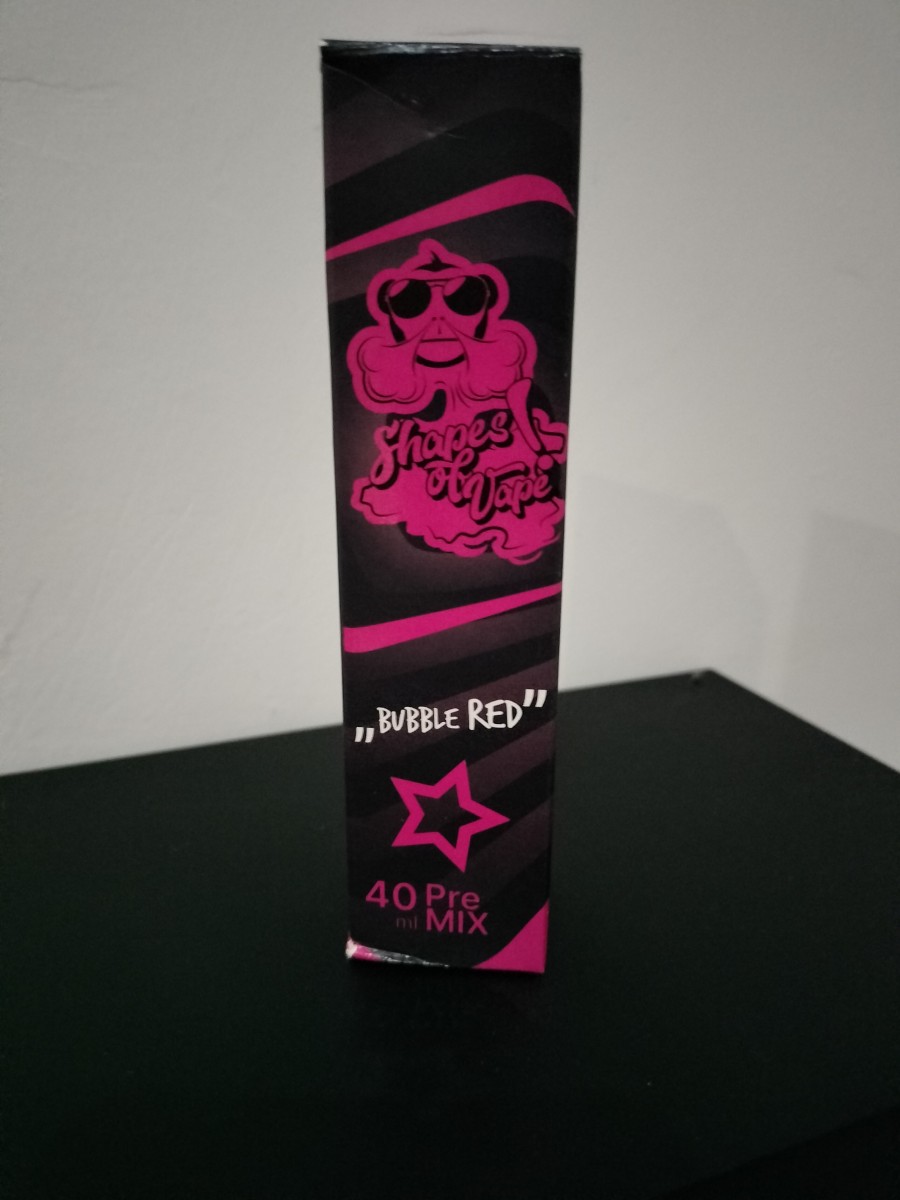 Shapes
of Vape
„BUBBLE RED”
40 Pre
ml MIX